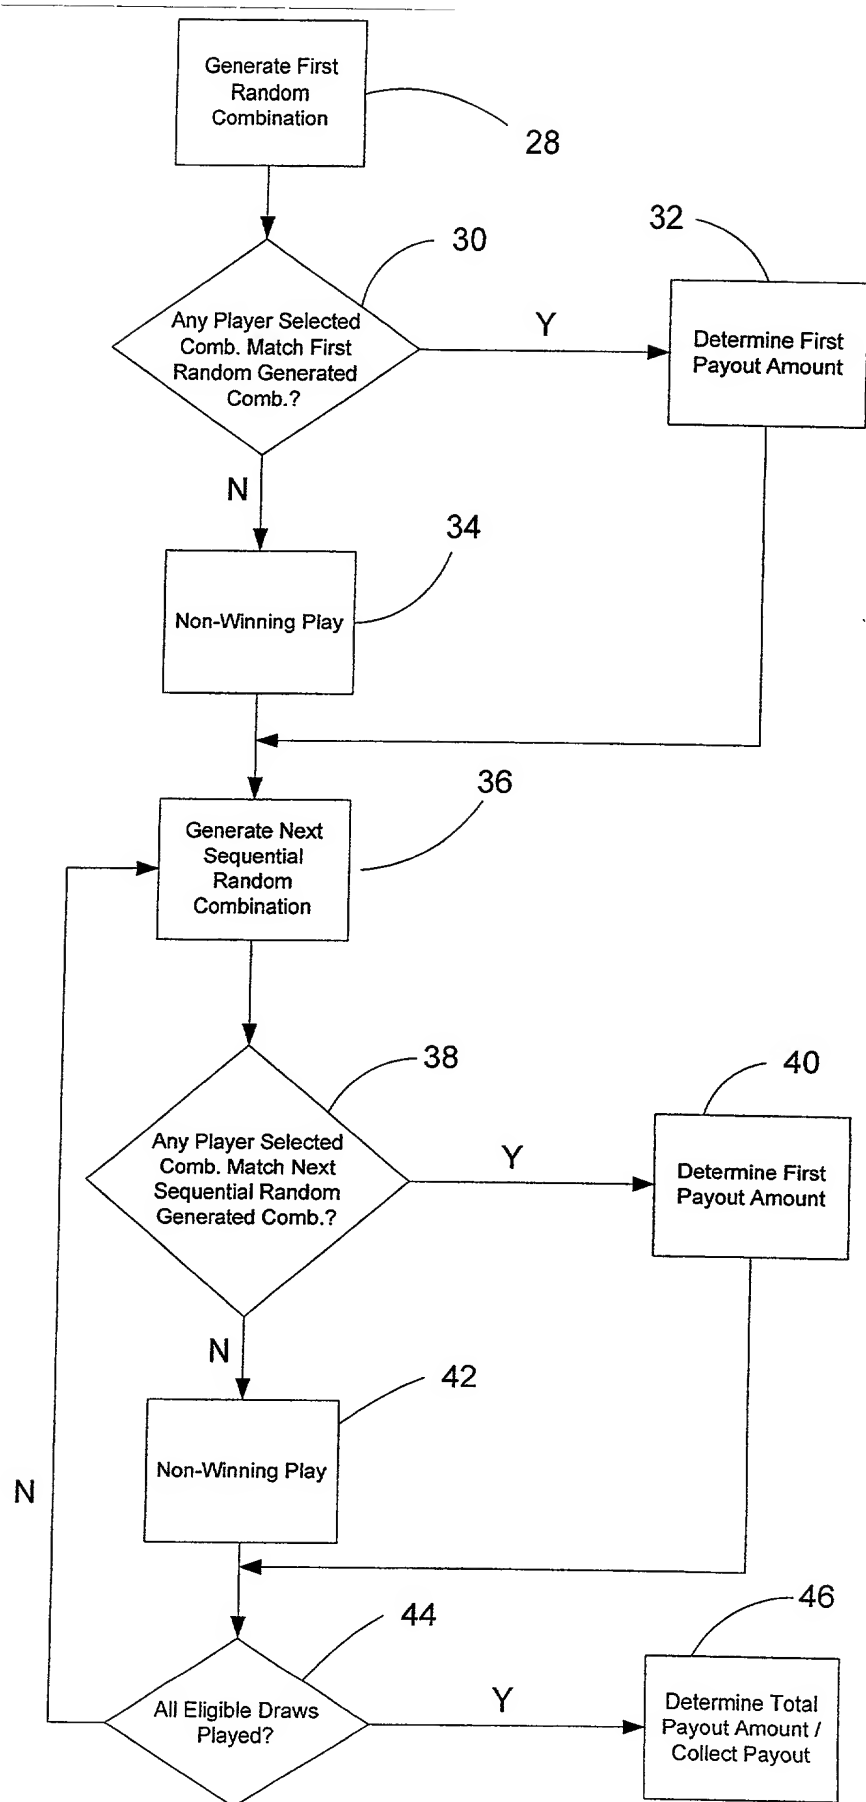 Generate First
Random
Combination
28
30
32
Any Player Selected
Comb. Match First
Random Generated
Comb.?
Y
Determine First
Payout Amount
N
34
Non-Winning Play
36
Generate Next
Sequential
Random
Combination
38
40
Any Player Selected
Comb. Match Next
Sequential Random
Generated Comb.?
Y
Determine First
Payout Amount
N
42
Non-Winning Play
N
44
46
All Eligible Draws
Played?
Y
Determine Total
Payout Amount /
Collect Payout